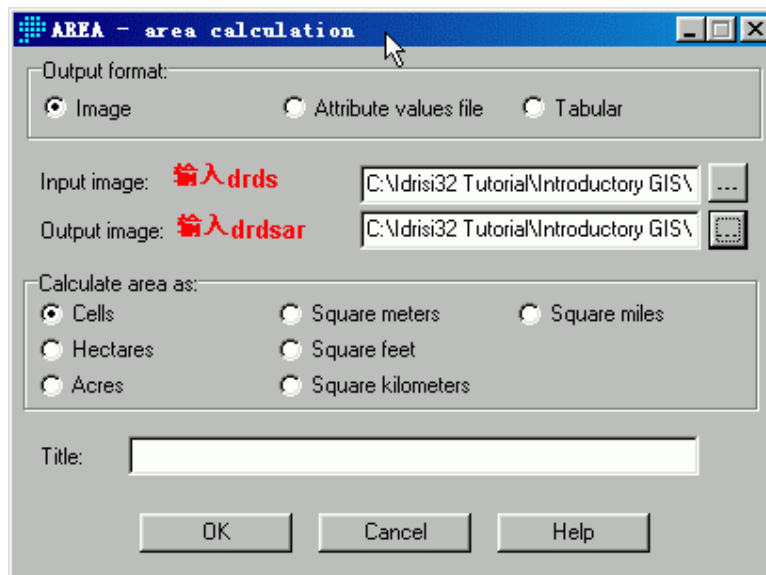 AREA - area calculation
Output format:
Image Attribute values file Tabular
Input image: 输入drds C:\Idrisi32 Tutorial\Introductory GIS\ ...
Output image: 输入drdsar C:\Idrisi32 Tutorial\Introductory GIS\ ...
Calculate area as:
Cells Square meters Square miles
Hectares Square feet
Acres Square kilometers
Title:
OK Cancel Help